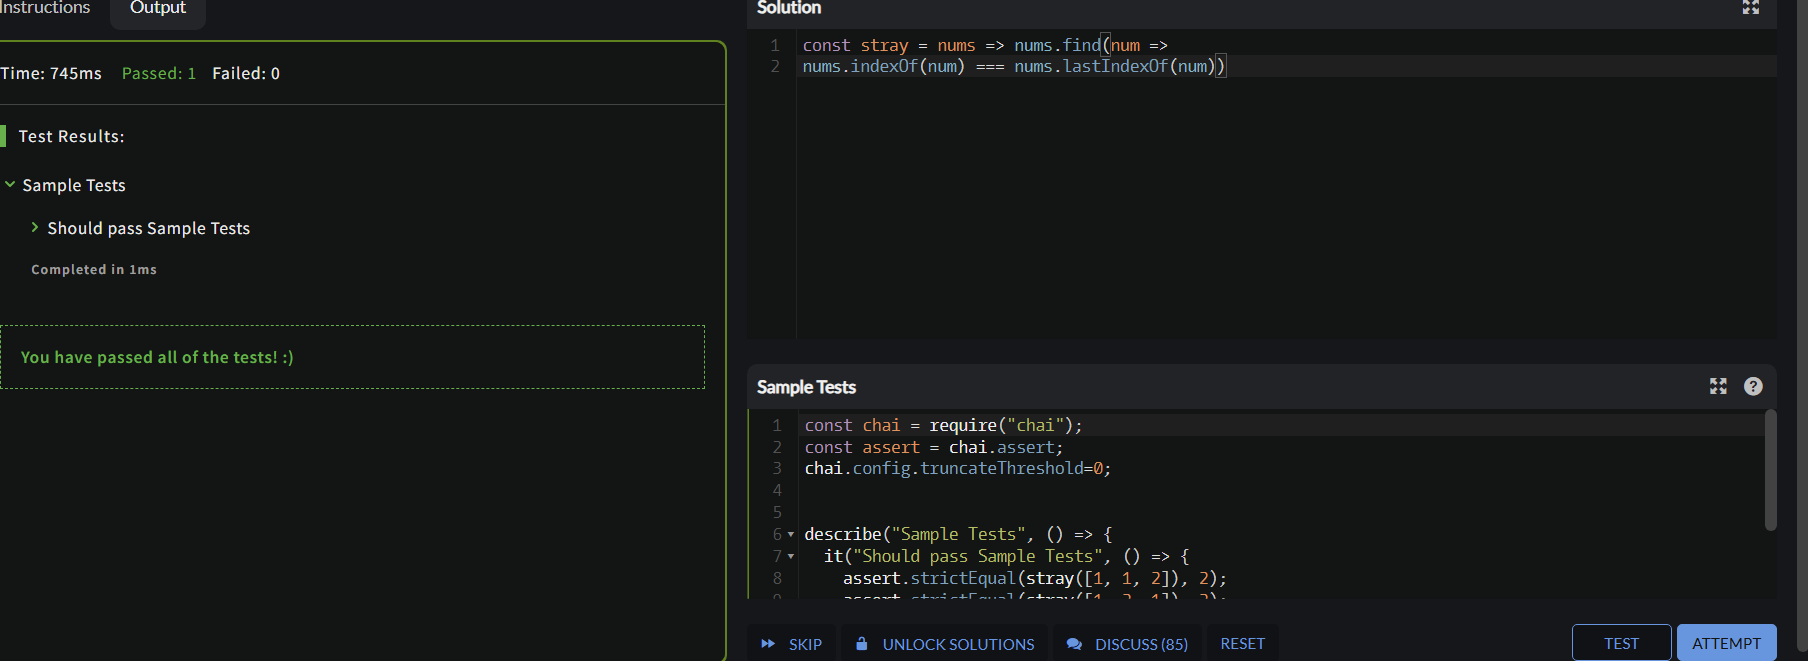 Instructions
Output
Time: 745ms Passed: 1 Failed: 0
Test Results:
Sample Tests
Should pass Sample Tests
Completed in 1ms
You have passed all of the tests! :)
Solution
1 const stray = nums => nums.find(num =>
2 nums.indexOf(num) === nums.lastIndexOf(num))
Sample Tests
?
1 const chai = require("chai");
2 const assert = chai.assert;
3 chai.config.truncateThreshold=0;
4
5
6 describe("Sample Tests", () => {
7 it("Should pass Sample Tests", () => {
8 assert.strictEqual(stray([1, 1, 2]), 2);
SKIP
UNLOCK SOLUTIONS
DISCUSS (85)
RESET
TEST
ATTEMPT